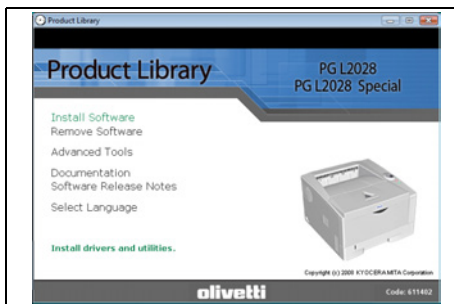 Product Library
Product Library
PG L2028
PG L2028 Special
Install Software
Remove Software
Advanced Tools
Documentation
Software Release Notes
Select Language
Install drivers and utilities.
Copyright (c) 2008 KYOCERA MITA Corporation
olivetti
Code: 611402